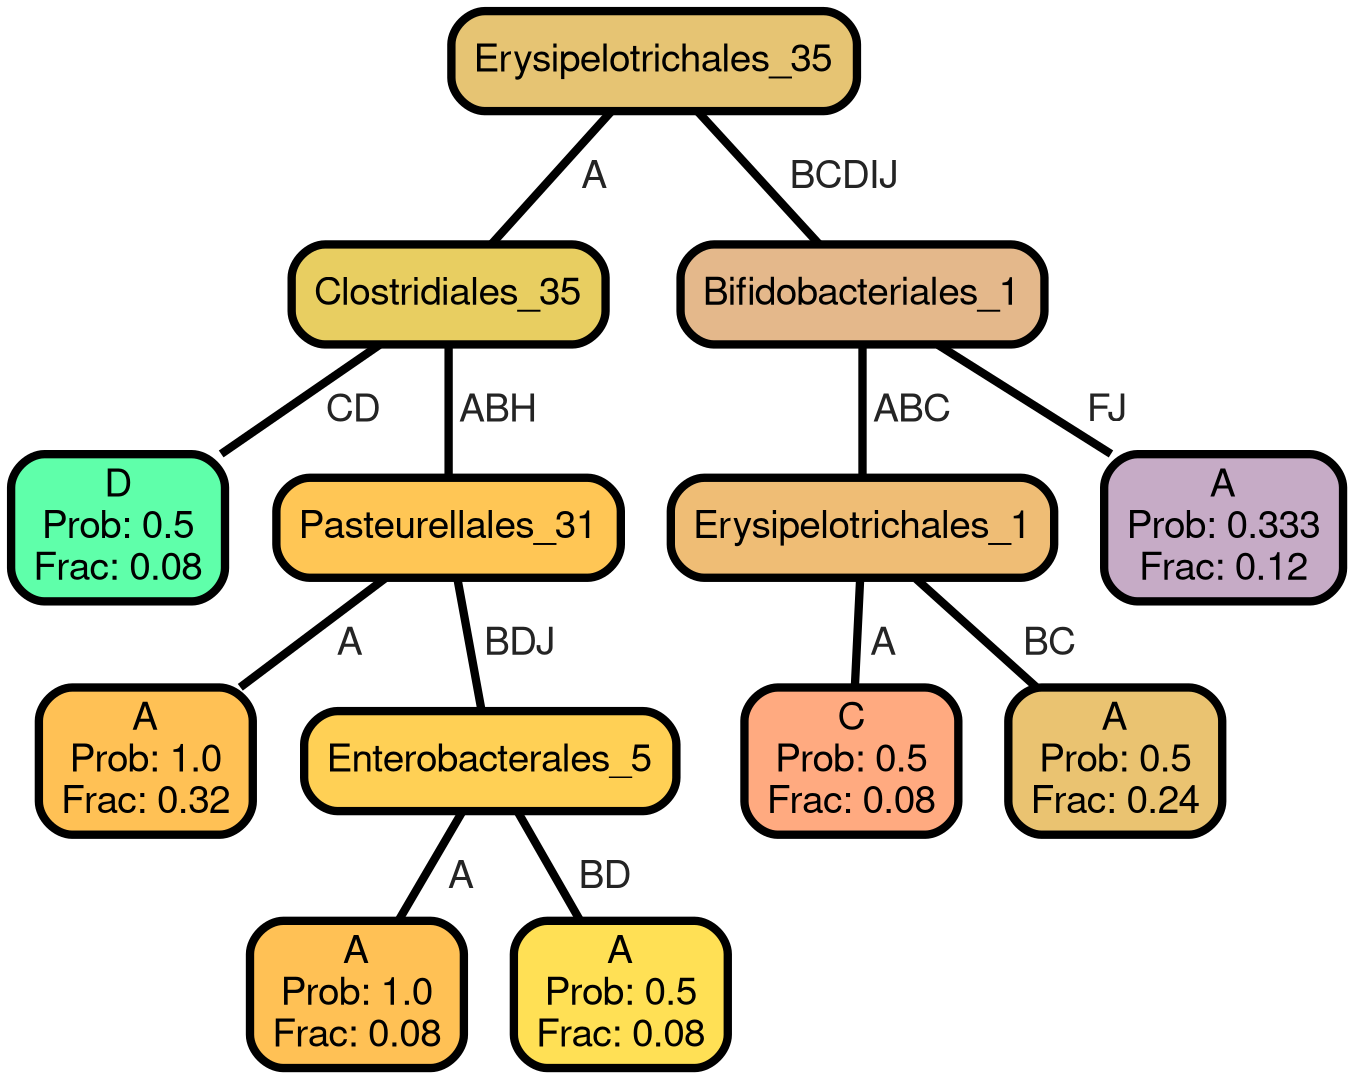 Erysipelotrichales_35
A
BCDIJ
Clostridiales_35
Bifidobacteriales_1
CD
ABH
ABC
FJ
D
Prob: 0.5
Frac: 0.08
Pasteurellales_31
Erysipelotrichales_1
A
Prob: 0.333
Frac: 0.12
A
BDJ
A
BC
A
Prob: 1.0
Frac: 0.32
Enterobacterales_5
C
Prob: 0.5
Frac: 0.08
A
Prob: 0.5
Frac: 0.24
A
BD
A
Prob: 1.0
Frac: 0.08
A
Prob: 0.5
Frac: 0.08